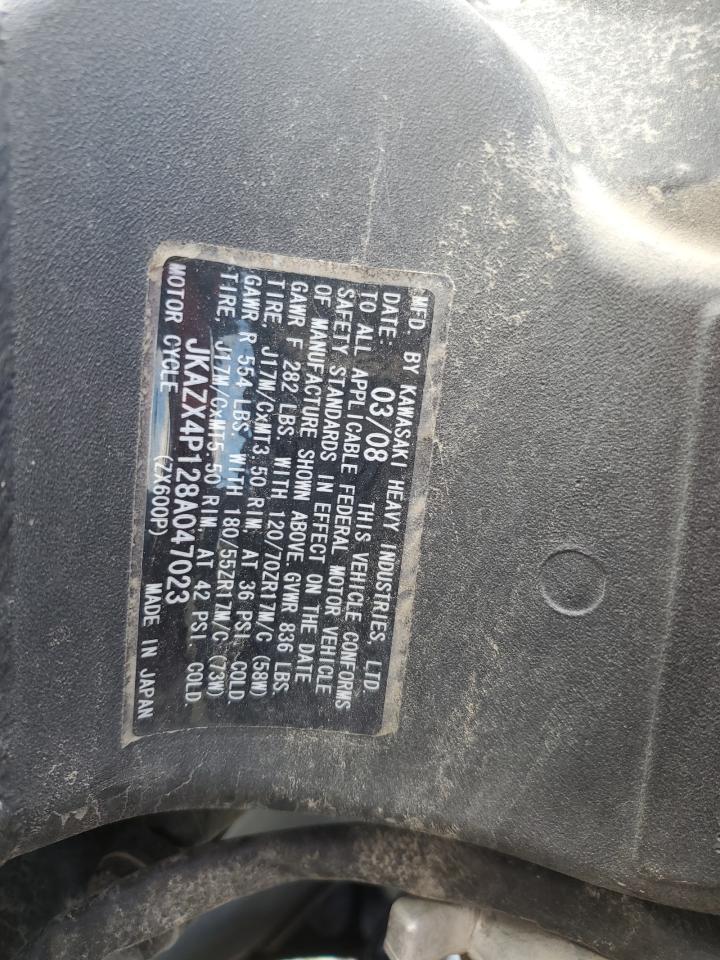 MFD. BY KAWASAKI HEAVY INDUSTRIES, LTD.
DATE: 03/08 THIS VEHICLE CONFORMS
TO ALL APPLICABLE FEDERAL MOTOR VEHICLE
SAFETY STANDARDS IN EFFECT ON THE DATE
OF MANUFACTURE SHOWN ABOVE. GVWR 836 LBS.
GAWR F 282 LBS WITH 120/70ZR17M/C (58W)
TIRE, J17M/CxMT3.50 RIM, AT 36 PSI COLD.
GAWR R 554 LBS. WITH 180/55ZR17M/C (73W)
TIRE, J17M/CxMT5.50 RIM, AT 42 PSI COLD.
JKAZX4P128A047023
MOTOR CYCLE (ZX600P) MADE IN JAPAN